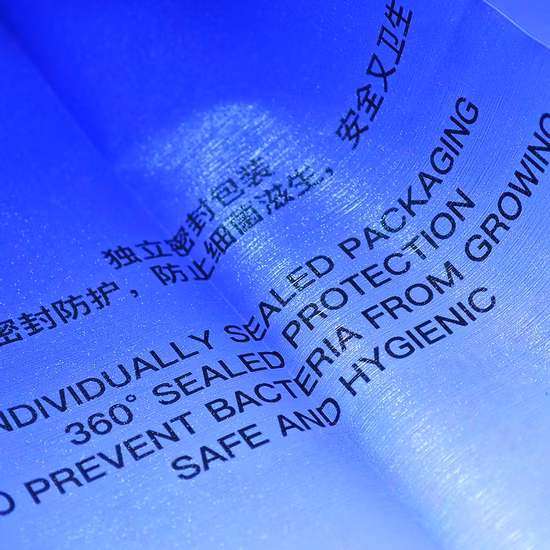 独立密封包装
密封防护，防止细菌滋生，安全又卫生
NDIVIDUALLY SEALED PACKAGING
360° SEALED PROTECTION
O PREVENT BACTERIA FROM GROWING
SAFE AND HYGIENIC